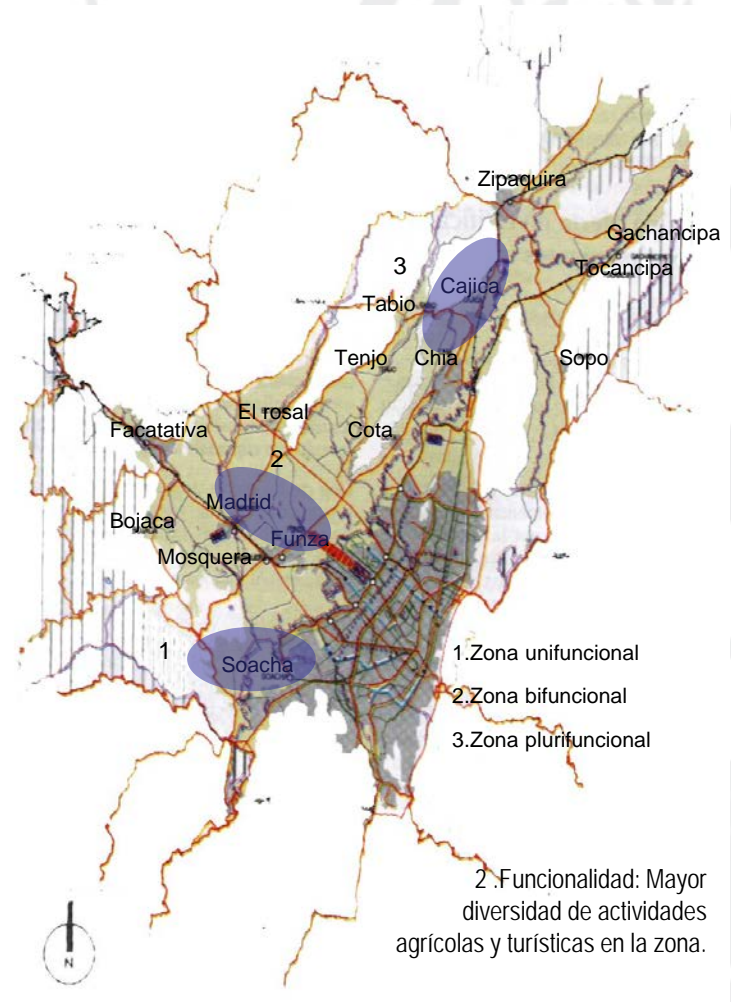 Zipaquira
Gachancipa
3
Tocancipa
Cajica
Tabio
Tenjo
Chia
Sopo
El rosal
Facatativa
Cota
2
Madrid
Bojaca
Funza
Mosquera
1
Soacha
1.Zona unifuncional
2.Zona bifuncional
3.Zona plurifuncional
2 .Funcionalidad: Mayor
diversidad de actividades
agrícolas y turísticas en la zona.
N